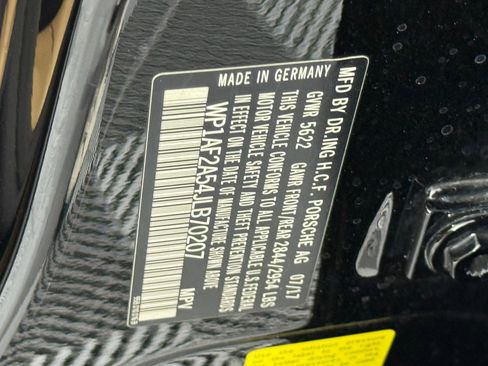 MFD BY DR.ING H.C.F. PORSCHE AG 07/17
GVWR 5622 GAWR FRONT/REAR 2844/2954 LBS
THIS VEHICLE CONFORMS TO ALL APPLICABLE U.S.FEDERAL
MOTOR VEHICLE SAFETY AND THEFT PREVENTION STANDARDS
IN EFFECT ON THE DATE OF MANUFACTURE SHOWN ABOVE
WP1AF2A54JLB70207 MPV
MADE IN GERMANY